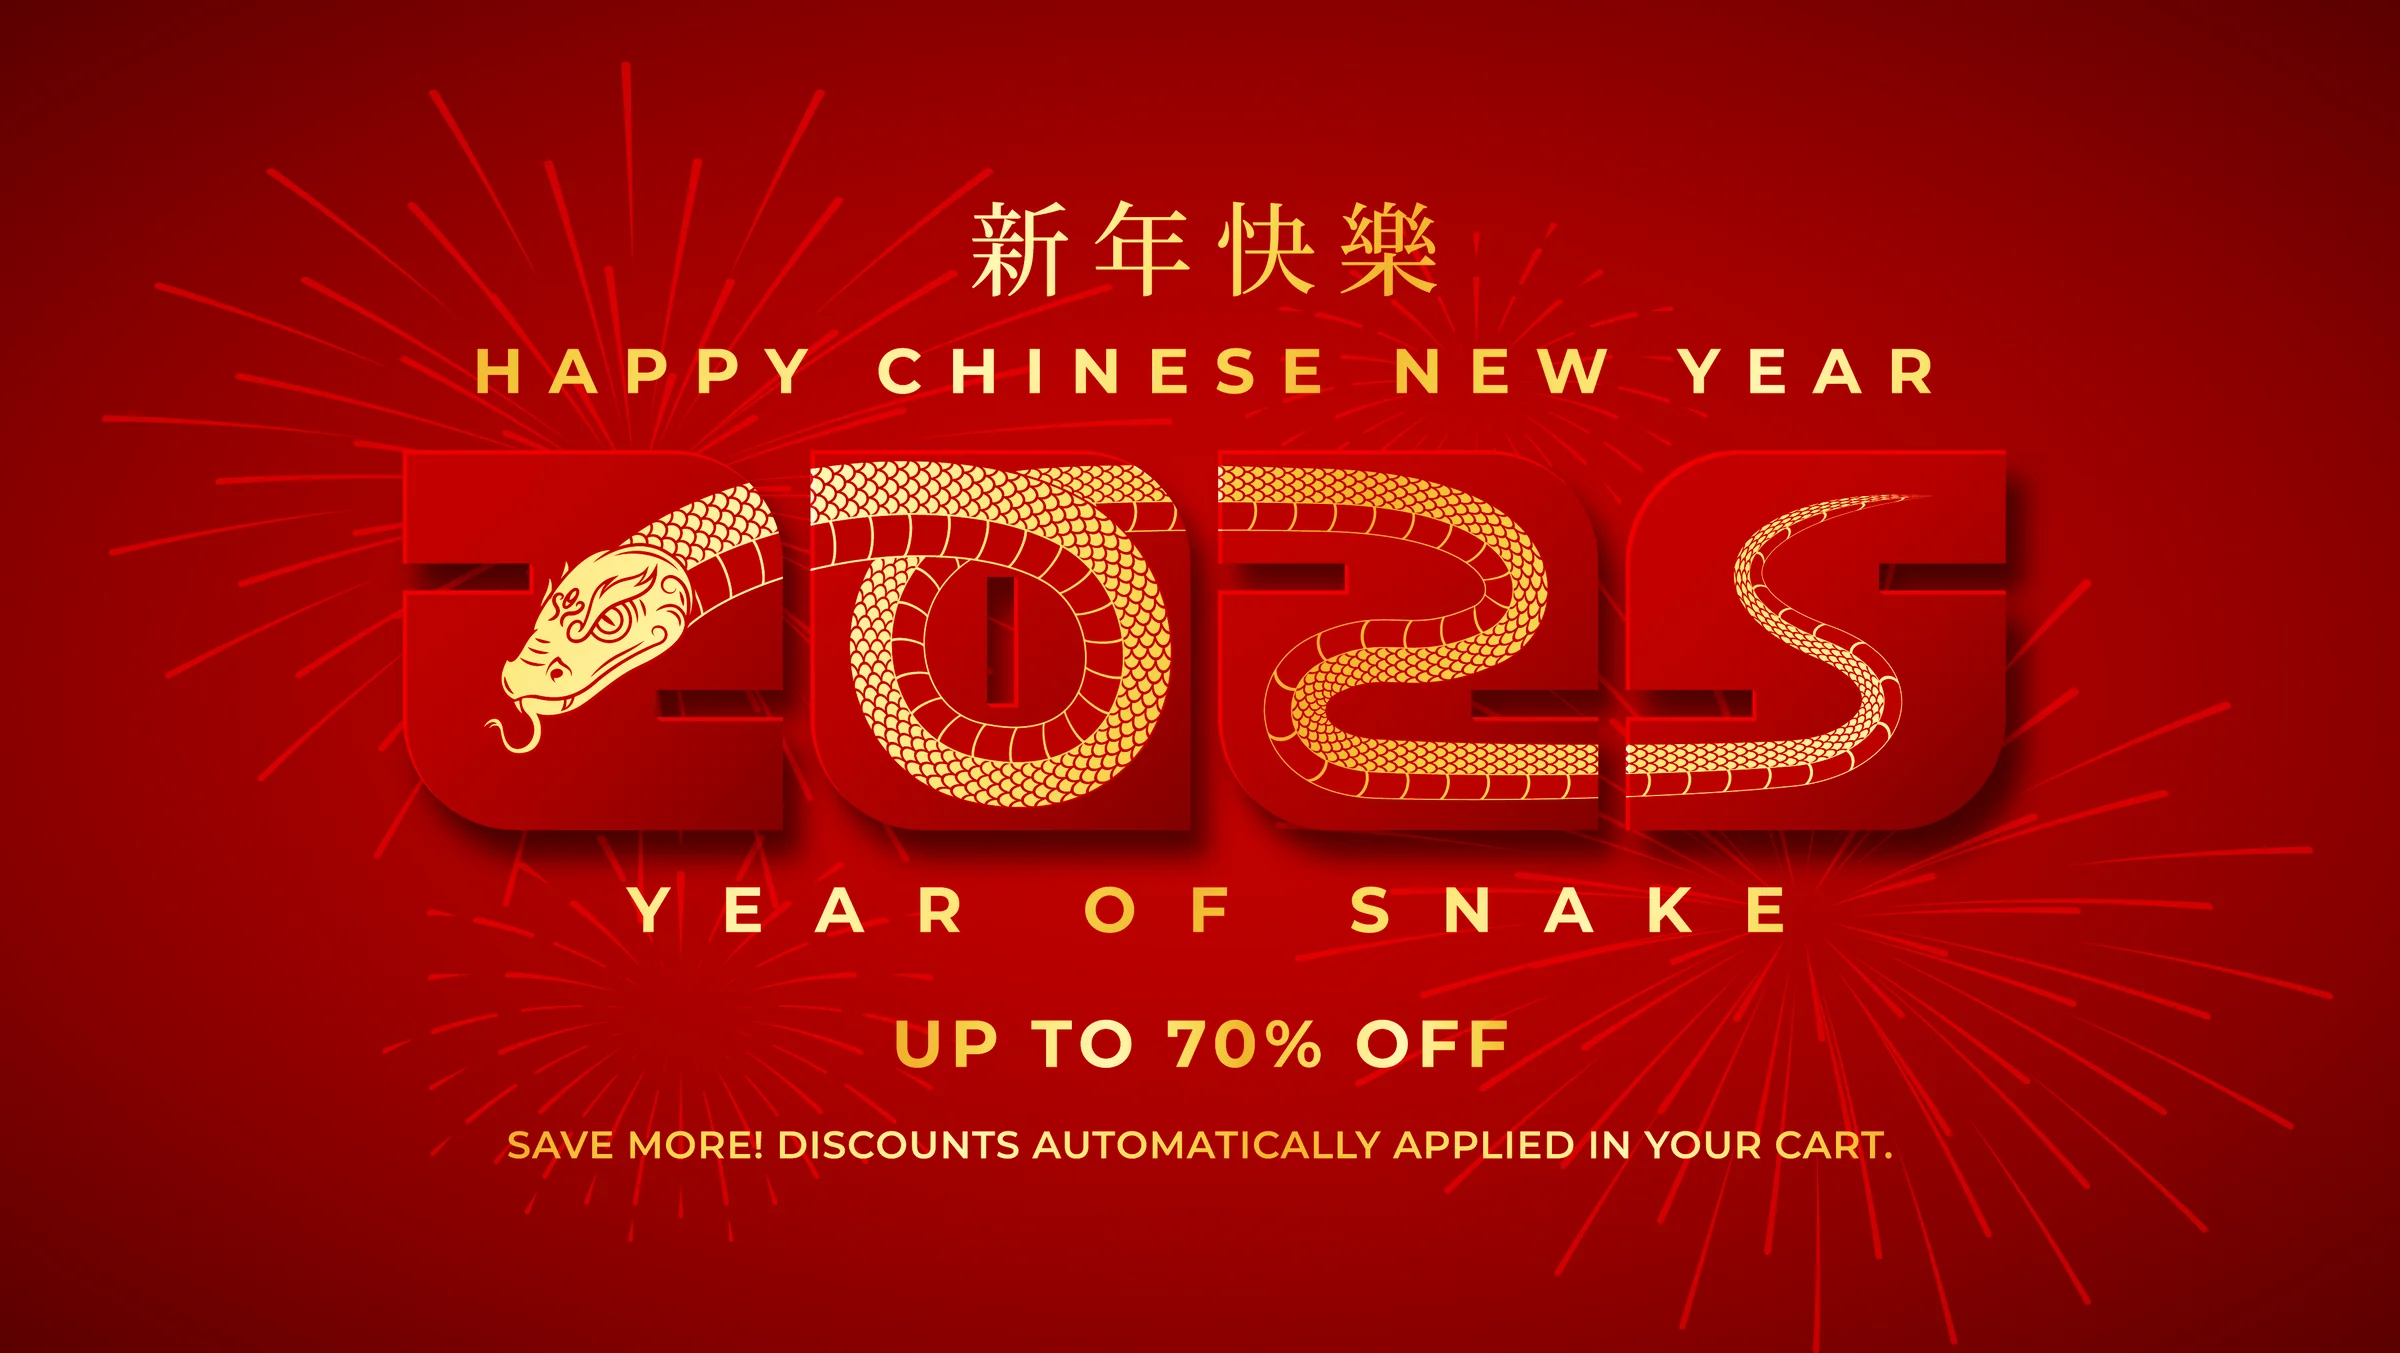 新年快樂
HAPPY CHINESE NEW YEAR
2025
YEAR OF SNAKE
UP TO 70% OFF
SAVE MORE! DISCOUNTS AUTOMATICALLY APPLIED IN YOUR CART.